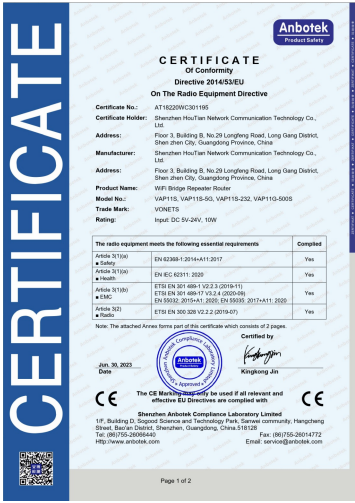 CERTIFICATE
Anbotek
Product Safety
CERTIFICATE
Of Conformity
Directive 2014/53/EU
On The Radio Equipment Directive
Certificate No.: AT18220WC301195
Certificate Holder: Shenzhen HouTian Network Communication Technology Co.,
Ltd.
Address: Floor 3, Building B, No.29 Longfeng Road, Long Gang District,
Shen zhen City, Guangdong Province, China
Manufacturer: Shenzhen HouTian Network Communication Technology Co.,
Ltd.
Address: Floor 3, Building B, No.29 Longfeng Road, Long Gang District,
Shen zhen City, Guangdong Province, China
Product Name: WiFi Bridge Repeater Router
Model No.: VAP11S, VAP11S-5G, VAP11S-232, VAP11G-500S
Trade Mark: VONETS
Rating: Input: DC 5V-24V, 10W
The radio equipment meets the following essential requirements Complied
Article 3(1)(a)
■ Safety EN 62368-1:2014+A11:2017 Yes
Article 3(1)(a)
■ Health EN IEC 62311: 2020 Yes
Article 3(1)(b)
■ EMC ETSI EN 301 489-1 V2.2.3 (2019-11)
ETSI EN 301 489-17 V3.2.4 (2020-09)
EN 55032: 2015+A1: 2020; EN 55035: 2017+A11: 2020 Yes
Article 3(2)
■ Radio ETSI EN 300 328 V2.2.2 (2019-07) Yes
Note: The attached Annex forms part of this certificate which consists of 2 pages.
Certified by
Shenzhen Anbotek Compliance Laboratory Limited
Anbotek
Product Safety
* Approved *
Jun. 30, 2023
Date
Kingkong Jin
CE
The CE Marking may only be used if all relevant and
effective EU Directives are complied with
CE
Shenzhen Anbotek Compliance Laboratory Limited
1/F, Building D, Sogood Science and Technology Park, Sanwei community, Hangcheng
Street, Bao'an District, Shenzhen, Guangdong, China.518128
Tel: (86)755-26066440 Fax: (86)755-26014772
Http://www.anbotek.com Email: service@anbotek.com
Page 1 of 2